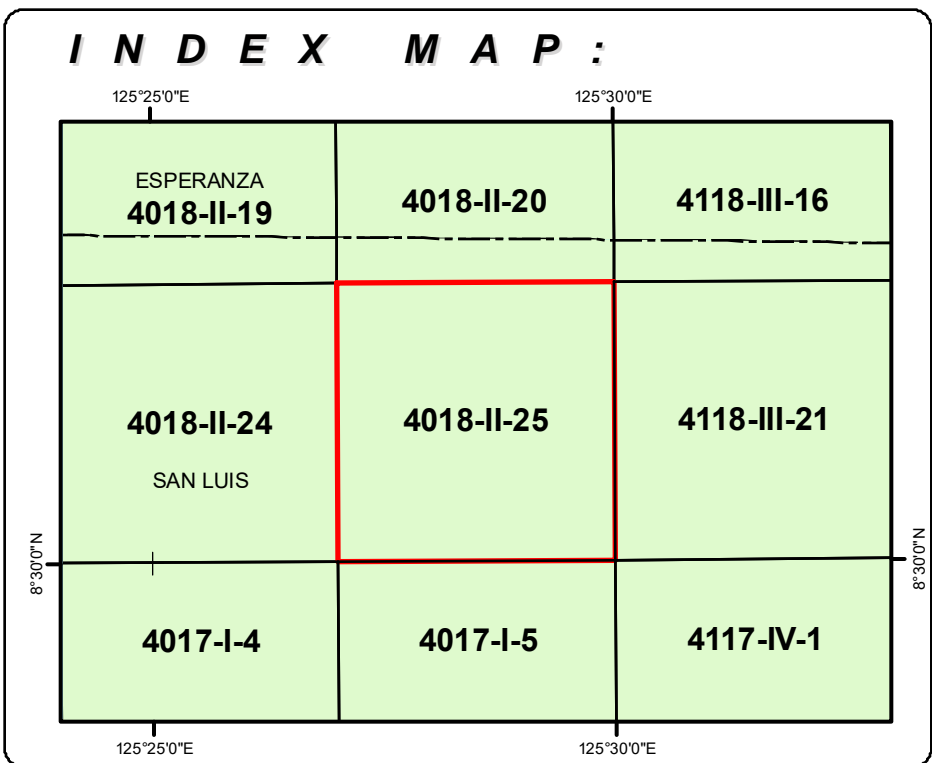 INDEX MAP:
125°25'0"E 125°30'0"E
ESPERANZA
4018-II-19 4018-II-20 4118-III-16
4018-II-24 4018-II-25 4118-III-21
SAN LUIS
8°30'0"N 8°30'0"N
4017-I-4 4017-I-5 4117-IV-1
125°25'0"E 125°30'0"E